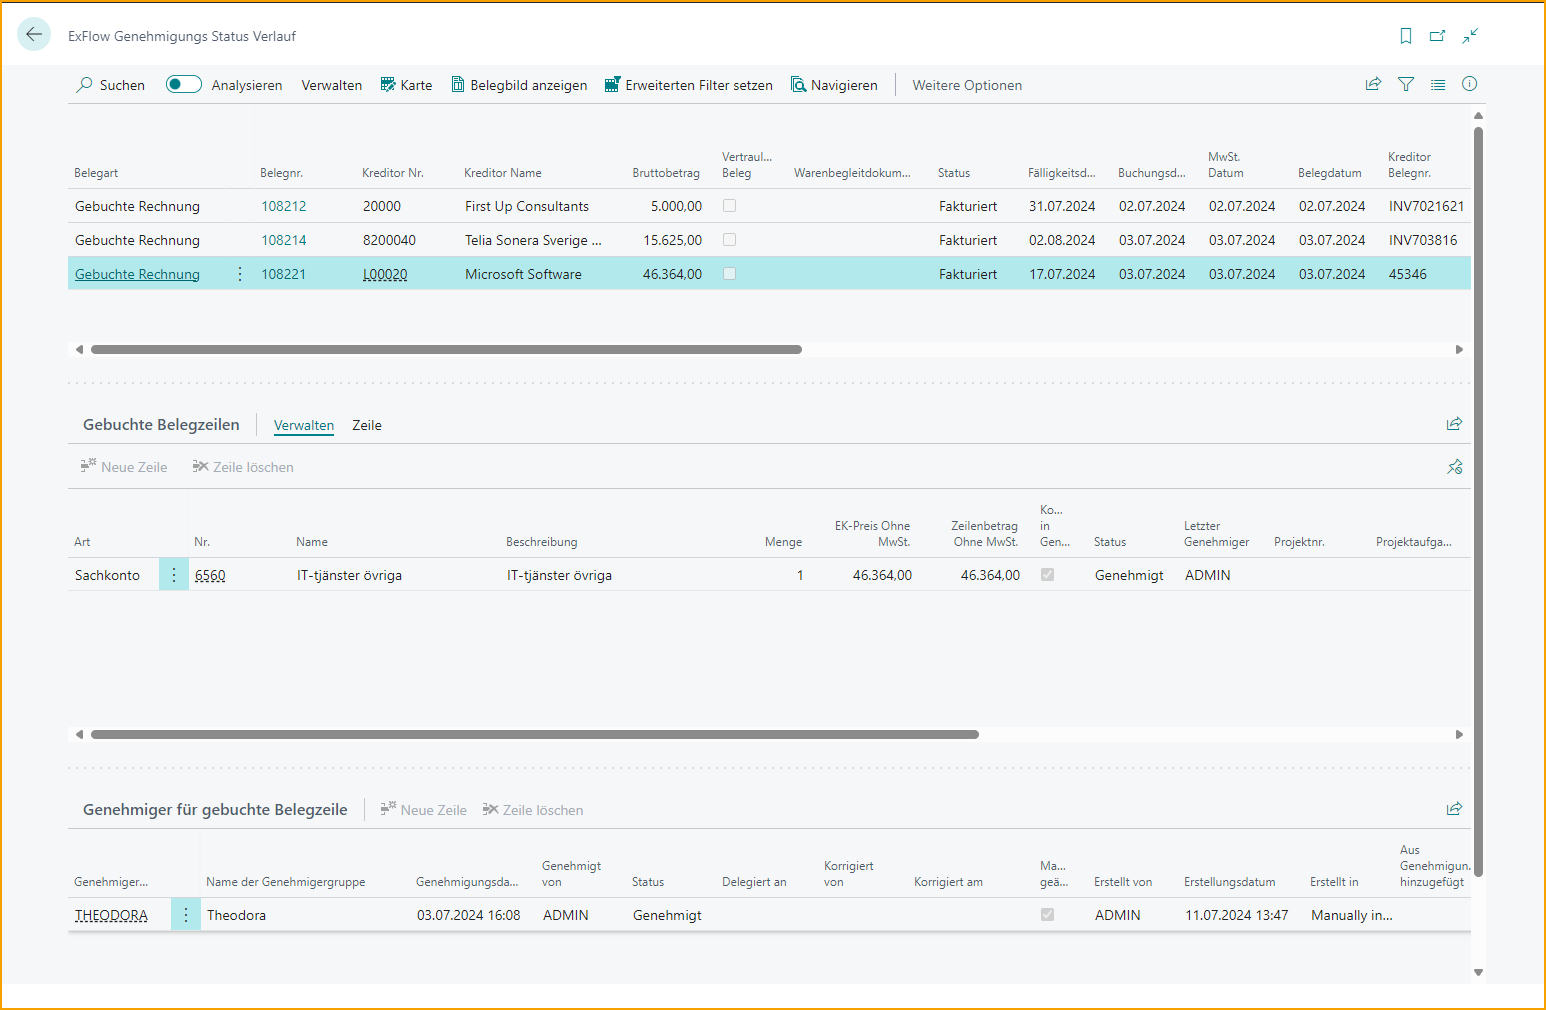 ExFlow Genehmigungs Status Verlauf
Suchen Analysieren Verwalten Karte Belegbild anzeigen Erweiterten Filter setzen Navigieren Weitere Optionen
Belegart Belegnr. Kreditor Nr. Kreditor Name Bruttobetrag Vertraul... Beleg Warenbegleitdokum... Status Fälligkeitsd... Buchungsd... MwSt. Datum Belegdatum Kreditor Belegnr.
Gebuchte Rechnung 108212 20000 First Up Consultants 5.000,00 Fakturiert 31.07.2024 02.07.2024 02.07.2024 02.07.2024 INV7021621
Gebuchte Rechnung 108214 8200040 Telia Sonera Sverige ... 15.625,00 Fakturiert 02.08.2024 03.07.2024 03.07.2024 03.07.2024 INV703816
Gebuchte Rechnung 108221 L00020 Microsoft Software 46.364,00 Fakturiert 17.07.2024 03.07.2024 03.07.2024 03.07.2024 45346
Gebuchte Belegzeilen Verwalten Zeile
Neue Zeile Zeile löschen
Art Nr. Name Beschreibung Menge EK-Preis Ohne MwSt. Zeilenbetrag Ohne MwSt. Ko... in Gen... Status Letzter Genehmiger Projektnr. Projektaufga...
Sachkonto 6560 IT-tjänster övriga IT-tjänster övriga 1 46.364,00 46.364,00 Genehmigt ADMIN
Genehmiger für gebuchte Belegzeile Neue Zeile Zeile löschen
Genehmiger... Name der Genehmigergruppe Genehmigungsda... Genehmigt von Status Delegiert an Korrigiert von Korrigiert am Ma... geä... Erstellt von Erstellungsdatum Erstellt in Aus Genehmigun. hinzugefügt
THEODORA Theodora 03.07.2024 16:08 ADMIN Genehmigt ADMIN 11.07.2024 13:47 Manually in...